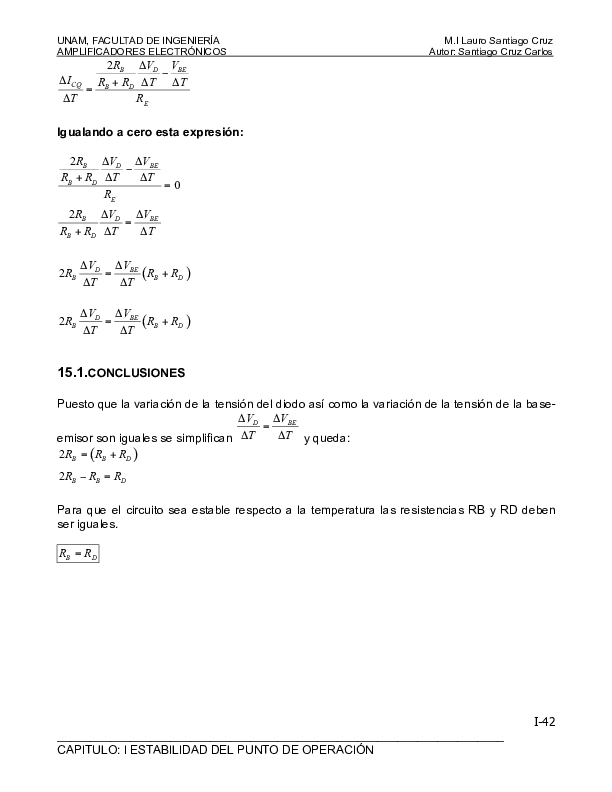 UNAM, FACULTAD DE INGENIERÍA M.I Lauro Santiago Cruz
AMPLIFICADORES ELECTRÓNICOS Autor: Santiago Cruz Carlos
\frac{\Delta I_{CQ}}{\Delta T} = \frac{\frac{2R_B}{R_B + R_D} \frac{\Delta V_D}{\Delta T} - \frac{V_{BE}}{\Delta T}}{R_E}
Igualando a cero esta expresión:
\frac{\frac{2R_B}{R_B + R_D} \frac{\Delta V_D}{\Delta T} - \frac{\Delta V_{BE}}{\Delta T}}{R_E} = 0
\frac{2R_B}{R_B + R_D} \frac{\Delta V_D}{\Delta T} = \frac{\Delta V_{BE}}{\Delta T}
2R_B \frac{\Delta V_D}{\Delta T} = \frac{\Delta V_{BE}}{\Delta T} (R_B + R_D)
2R_B \frac{\Delta V_D}{\Delta T} = \frac{\Delta V_{BE}}{\Delta T} (R_B + R_D)
15.1.CONCLUSIONES
Puesto que la variación de la tensión del diodo así como la variación de la tensión de la base-
emisor son iguales se simplifican \frac{\Delta V_D}{\Delta T} = \frac{\Delta V_{BE}}{\Delta T} y queda:
2R_B = (R_B + R_D)
2R_B - R_B = R_D
Para que el circuito sea estable respecto a la temperatura las resistencias RB y RD deben
ser iguales.
R_B = R_D
I-42
CAPITULO: I ESTABILIDAD DEL PUNTO DE OPERACIÓN